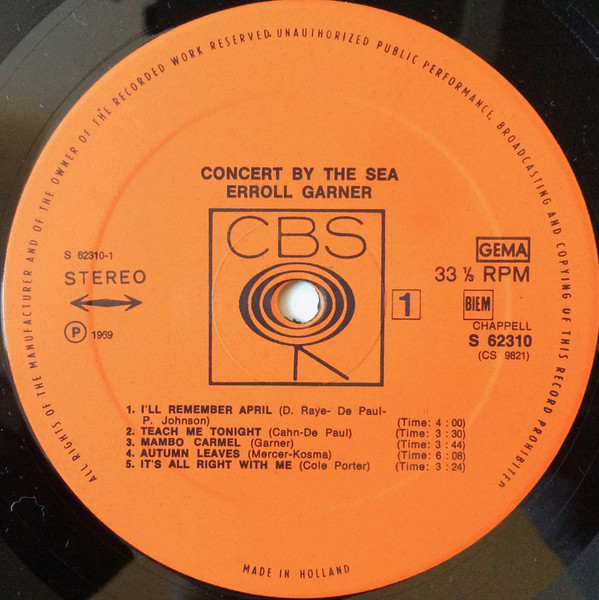 ALL RIGHTS OF THE MANUFACTURER AND OF THE OWNER OF THE RECORDED WORK RESERVED. UNAUTHORIZED PUBLIC PERFORMANCE, BROADCASTING AND COPYING OF THIS RECORD PROHIBITED
CONCERT BY THE SEA
ERROLL GARNER
CBS
S 62310-1
STEREO
Ⓟ 1969
GEMA
33 ⅓ RPM
1
BIEM
CHAPPELL
S 62310
(CS 9821)
1. I'LL REMEMBER APRIL (D. Raye- De Paul-
P. Johnson) (Time: 4 : 00)
2. TEACH ME TONIGHT (Cahn-De Paul) (Time: 3 : 30)
3. MAMBO CARMEL (Garner) (Time: 3 : 44)
4. AUTUMN LEAVES (Mercer-Kosma) (Time: 6 : 08)
5. IT'S ALL RIGHT WITH ME (Cole Porter) (Time: 3 : 24)
MADE IN HOLLAND